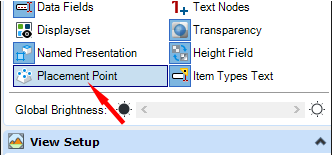 Data Fields
Text Nodes
Displayset
Transparency
Named Presentation
Height Field
Placement Point
Item Types Text
Global Brightness:
View Setup